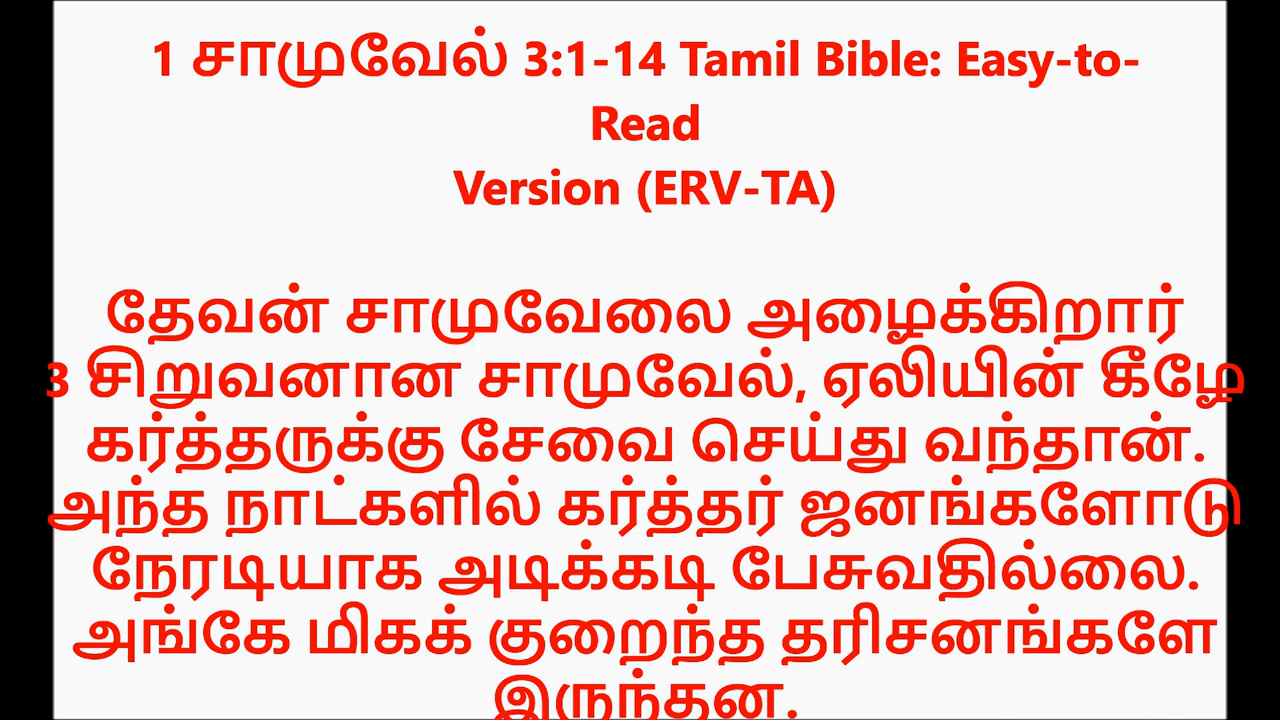 1 சாமுவேல் 3:1-14 Tamil Bible: Easy-to-
Read
Version (ERV-TA)
தேவன் சாமுவேலை அழைக்கிறார்
3 சிறுவனான சாமுவேல், ஏலியின் கீழே
கர்த்தருக்கு சேவை செய்து வந்தான்.
அந்த நாட்களில் கர்த்தர் ஜனங்களோடு
நேரடியாக அடிக்கடி பேசுவதில்லை.
அங்கே மிகக் குறைந்த தரிசனங்களே
இருந்தன.